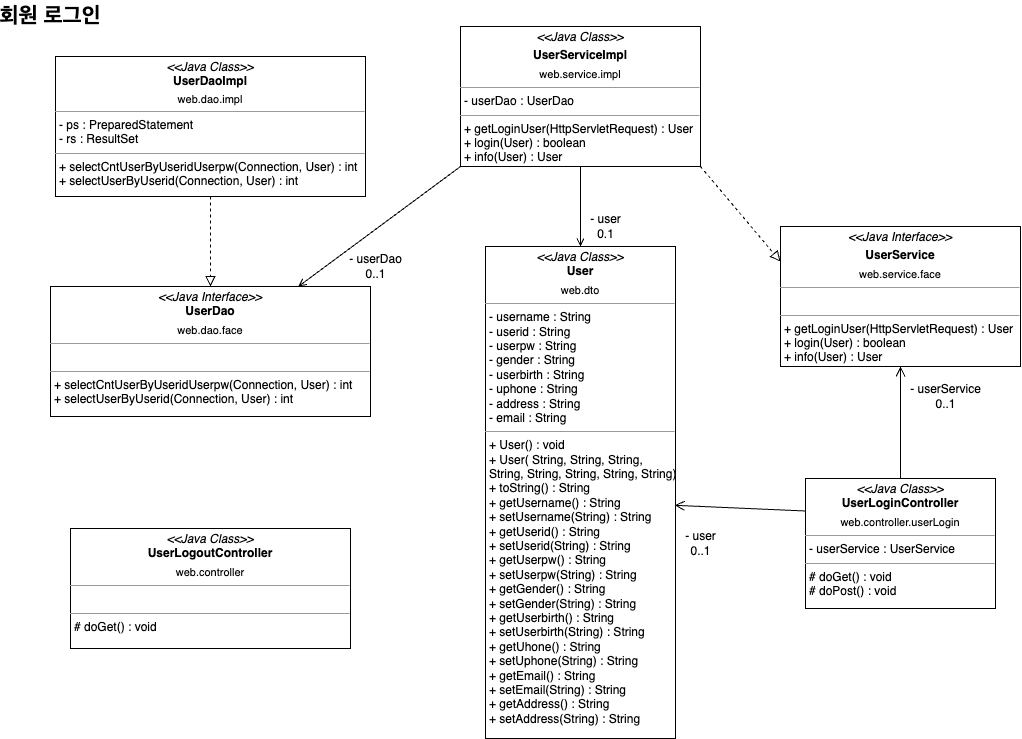 회원 로그인
<<Java Class>>
UserDaoImpl
web.dao.impl
- ps : PreparedStatement
- rs : ResultSet
+ selectCntUserByUseridUserpw(Connection, User) : int
+ selectUserByUserid(Connection, User) : int
<<Java Class>>
UserServiceImpl
web.service.impl
- userDao : UserDao
+ getLoginUser(HttpServletRequest) : User
+ login(User) : boolean
+ info(User) : User
- userDao
0..1
- user
0.1
<<Java Interface>>
UserService
web.service.face
+ getLoginUser(HttpServletRequest) : User
+ login(User) : boolean
+ info(User) : User
<<Java Interface>>
UserDao
web.dao.face
+ selectCntUserByUseridUserpw(Connection, User) : int
+ selectUserByUserid(Connection, User) : int
<<Java Class>>
User
web.dto
- username : String
- userid : String
- userpw : String
- gender : String
- userbirth : String
- uphone : String
- address : String
- email : String
+ User() : void
+ User( String, String, String,
String, String, String, String, String)
+ toString() : String
+ getUsername() : String
+ setUsername(String) : String
+ getUserid() : String
+ setUserid(String) : String
+ getUserpw() : String
+ setUserpw(String) : String
+ getGender() : String
+ setGender(String) : String
+ getUserbirth() : String
+ setUserbirth(String) : String
+ getUhone() : String
+ setUphone(String) : String
+ getEmail() : String
+ setEmail(String) : String
+ getAddress() : String
+ setAddress(String) : String
- userService
0..1
- user
0..1
<<Java Class>>
UserLoginController
web.controller.userLogin
- userService : UserService
# doGet() : void
# doPost() : void
<<Java Class>>
UserLogoutController
web.controller
# doGet() : void